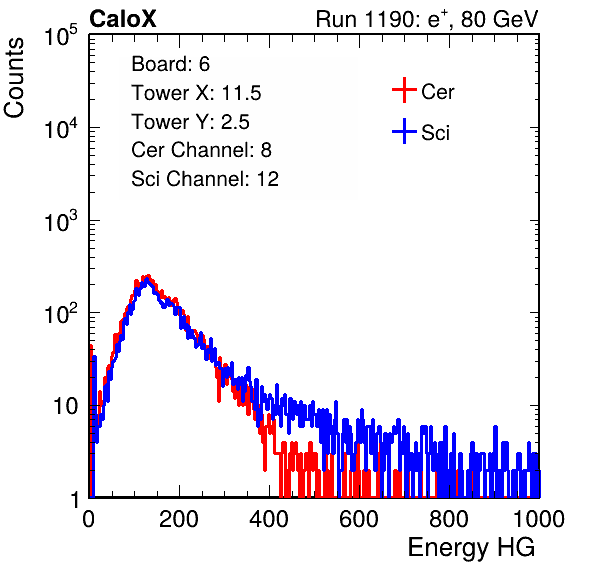 CaloX Run 1190: e⁺, 80 GeV
Counts
10⁵
10⁴
10³
10²
10
1
Board: 6
Tower X: 11.5
Tower Y: 2.5
Cer Channel: 8
Sci Channel: 12
Cer
Sci
0 200 400 600 800 1000
Energy HG